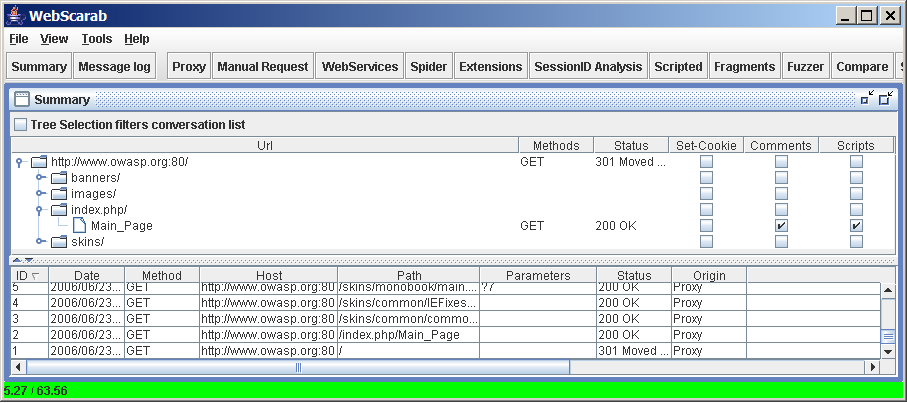 WebScarab
File View Tools Help
Summary Message log Proxy Manual Request WebServices Spider Extensions SessionID Analysis Scripted Fragments Fuzzer Compare
Summary
Tree Selection filters conversation list
Url Methods Status Set-Cookie Comments Scripts
http://www.owasp.org:80/ GET 301 Moved ...
banners/
images/
index.php/
Main_Page GET 200 OK
skins/
ID Date Method Host Path Parameters Status Origin
5 2006/06/23... GET http://www.owasp.org:80 /skins/monobook/main.... ?7 200 OK Proxy
4 2006/06/23... GET http://www.owasp.org:80 /skins/common/IEFixes... 200 OK Proxy
3 2006/06/23... GET http://www.owasp.org:80 /skins/common/commo... 200 OK Proxy
2 2006/06/23... GET http://www.owasp.org:80 /index.php/Main_Page 200 OK Proxy
1 2006/06/23... GET http://www.owasp.org:80 / 301 Moved ... Proxy
5.27 / 63.56